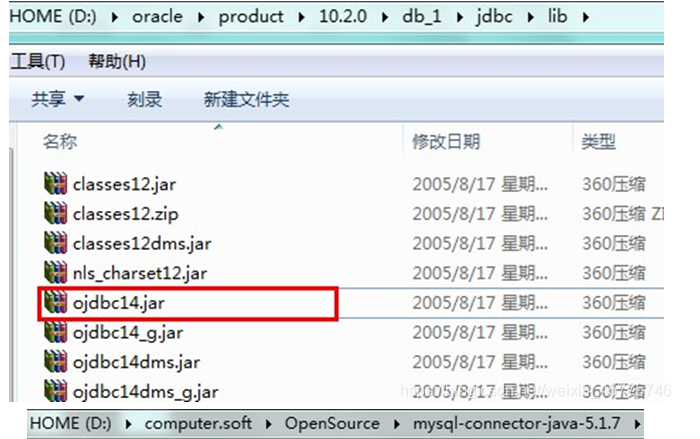 HOME (D:) ▸ oracle ▸ product ▸ 10.2.0 ▸ db_1 ▸ jdbc ▸ lib ▸
工具(T) 帮助(H)
共享 ▼ 刻录 新建文件夹
名称 修改日期 类型
classes12.jar 2005/8/17 星期... 360压缩
classes12.zip 2005/8/17 星期... 360压缩 ZI
classes12dms.jar 2005/8/17 星期... 360压缩
nls_charset12.jar 2005/8/17 星期... 360压缩
ojdbc14.jar 2005/8/17 星期... 360压缩
ojdbc14_g.jar 2005/8/17 星期... 360压缩
ojdbc14dms.jar 2005/8/17 星期... 360压缩
ojdbc14dms_g.jar 2005/8/17 星期... 360压缩
HOME (D:) ▸ computer.soft ▸ OpenSource ▸ mysql-connector-java-5.1.7 ▸